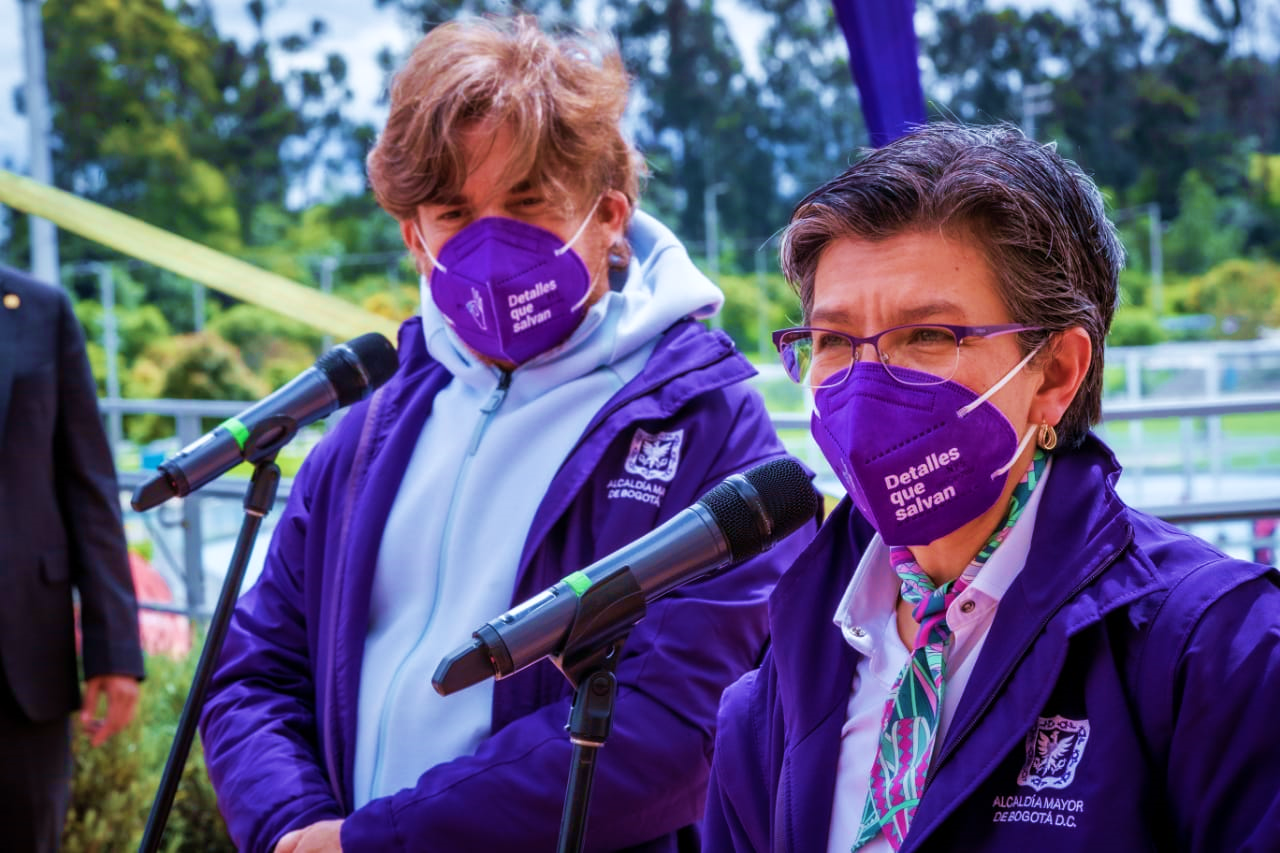 Detalles
que
salvan
ALCALDÍA MAYOR
DE BOGOTÁ
Detalles
que
salvan
ALCALDÍA MAYOR
DE BOGOTÁ D.C.